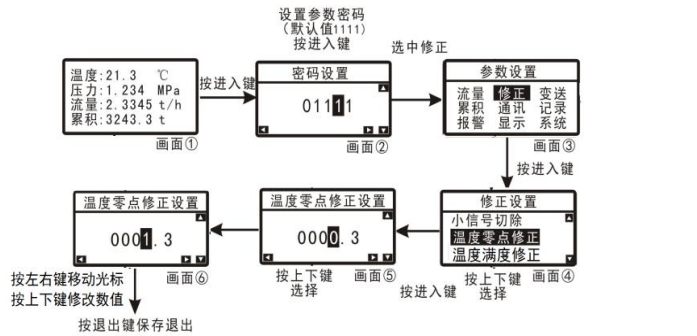 设置参数密码
(默认值1111)
按进入键
选中修正
温度:21.3 ℃
压力:1.234 MPa
流量:2.3345 t/h
累积:3243.3 t
画面①
按进入键
密码设置
01111
画面②
参数设置
流量 修正 变送
累积 通讯 记录
报警 显示 系统
画面③
按进入键
温度零点修正设置
0001.3
画面⑥
温度零点修正设置
0000.3
画面⑤
修正设置
小信号切除
温度零点修正
温度满度修正
画面④
按左右键移动光标
按上下键修改数值
按上下键
选择
按进入键
按上下键
选择
按退出键保存退出